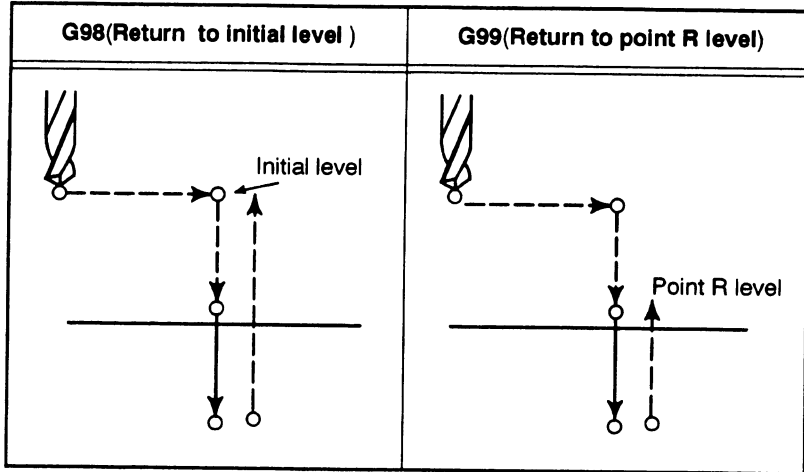 G98(Return to initial level )
G99(Return to point R level)
Initial level
Point R level